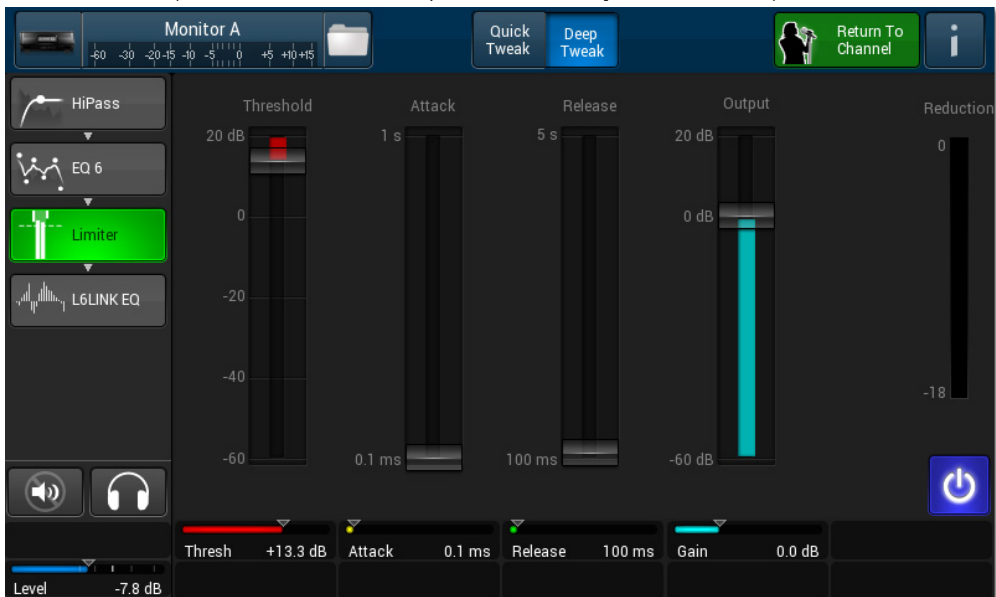 Monitor A
-60 -30 -20 -15 -10 -5 0 +5 +10 +15
Quick
Tweak
Deep
Tweak
Return To
Channel
i
HiPass
EQ 6
Limiter
L6LINK EQ
Threshold
Attack
Release
Output
Reduction
20 dB
1 s
5 s
20 dB
0
0
0 dB
-20
-40
-18
-60
0.1 ms
100 ms
-60 dB
Thresh +13.3 dB
Attack 0.1 ms
Release 100 ms
Gain 0.0 dB
Level -7.8 dB